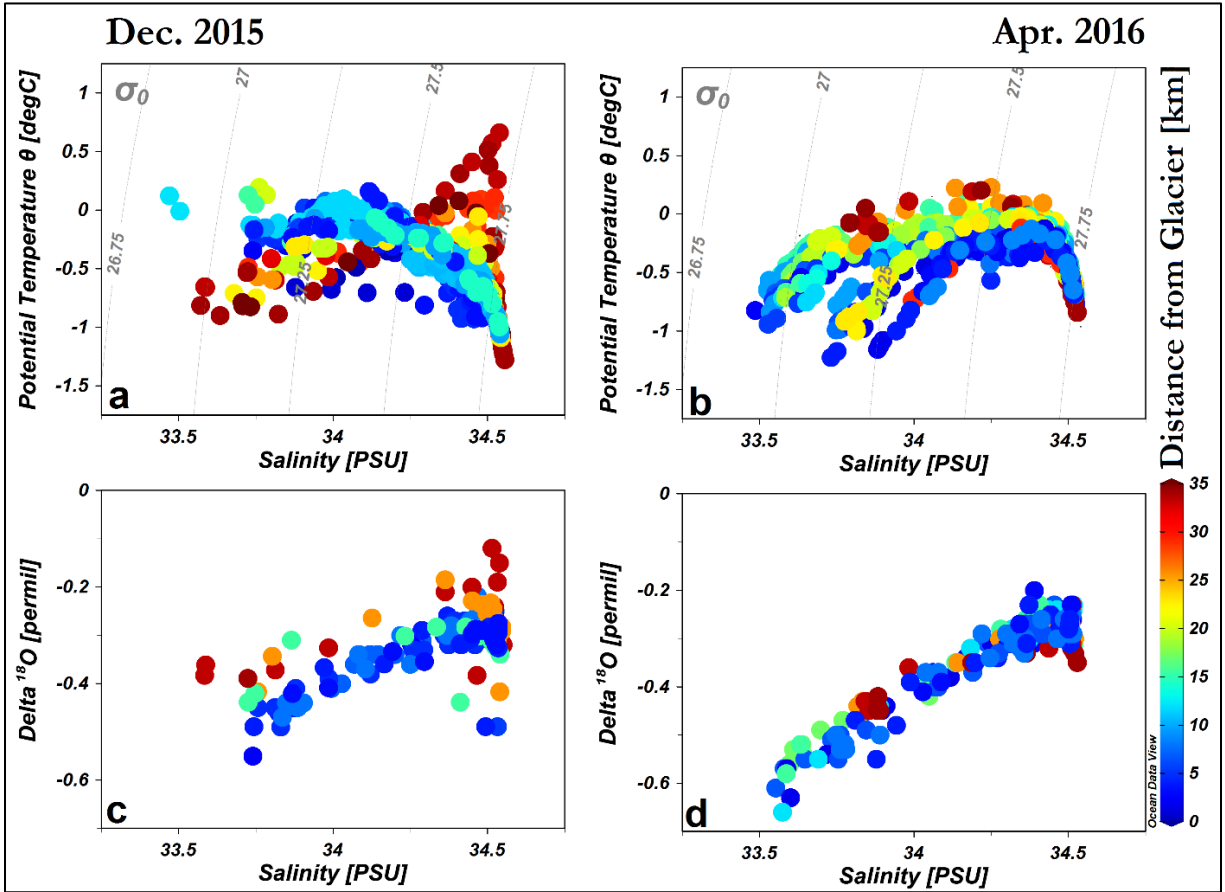 Dec. 2015
Apr. 2016
σ0
27
27.5
26.75
27.25
27.75
1
0.5
0
-0.5
-1
-1.5
Potential Temperature θ [degC]
a
33.5 34 34.5
Salinity [PSU]
σ0
27
27.5
26.75
27.25
27.75
1
0.5
0
-0.5
-1
-1.5
Potential Temperature θ [degC]
b
33.5 34 34.5
Salinity [PSU]
0
-0.2
-0.4
-0.6
Delta 18O [permil]
c
33.5 34 34.5
Salinity [PSU]
0
-0.2
-0.4
-0.6
Delta 18O [permil]
d
33.5 34 34.5
Salinity [PSU]
Ocean Data View
Distance from Glacier [km]
35
30
25
20
15
10
5
0